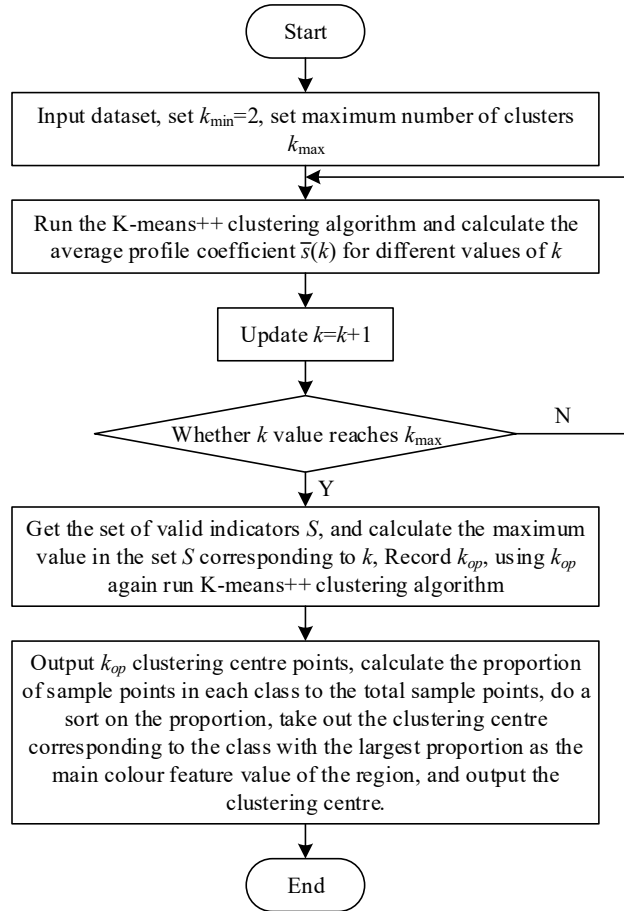 Start
Input dataset, set kmin=2, set maximum number of clusters
kmax
Run the K-means++ clustering algorithm and calculate the
average profile coefficient s̅(k) for different values of k
Update k=k+1
Whether k value reaches kmax
N
Y
Get the set of valid indicators S, and calculate the maximum
value in the set S corresponding to k, Record kop, using kop
again run K-means++ clustering algorithm
Output kop clustering centre points, calculate the proportion
of sample points in each class to the total sample points, do a
sort on the proportion, take out the clustering centre
corresponding to the class with the largest proportion as the
main colour feature value of the region, and output the
clustering centre.
End